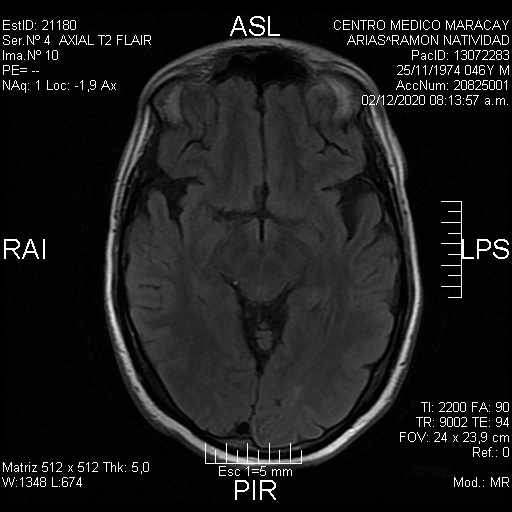 EstID: 21180
Ser.Nº 4 AXIAL T2 FLAIR
Ima.Nº 10
PE= --
NAq: 1 Loc: -1,9 Ax
ASL
CENTRO MEDICO MARACAY
ARIAS^RAMON NATIVIDAD
PacID: 13072283
25/11/1974 046Y M
AccNum: 20825001
02/12/2020 08:13:57 a.m.
RAI
LPS
TI: 2200 FA: 90
TR: 9002 TE: 94
FOV: 24 x 23,9 cm
Ref.: 0
Matriz 512 x 512 Thk: 5,0
W:1348 L:674
Esc 1=5 mm
PIR
Mod.: MR